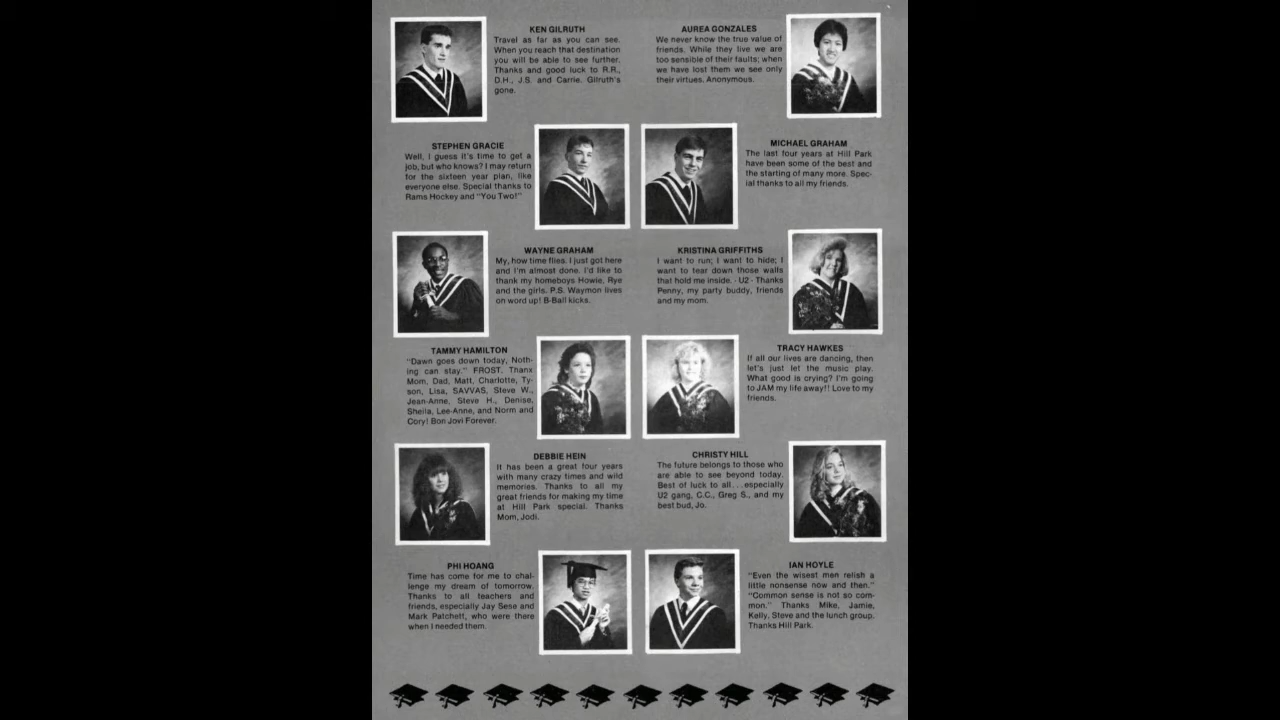 KEN GILRUTH
Travel as far as you can see.
When you reach that destination
you will be able to see further.
Thanks and good luck to R.R.,
D.H., J.S. and Carrie. Gilruth's
gone.
AUREA GONZALES
We never know the true value of
friends. While they live we are
too sensible of their faults; when
we have lost them we see only
their virtues. Anonymous.
STEPHEN GRACIE
Well, I guess it's time to get a
job, but who knows? I may return
for the sixteen year plan, like
everyone else. Special thanks to
Rams Hockey and "You Two!"
MICHAEL GRAHAM
The last four years at Hill Park
have been some of the best and
the starting of many more. Spec-
ial thanks to all my friends.
WAYNE GRAHAM
My, how time flies. I just got here
and I'm almost done. I'd like to
thank my homeboys Howie, Rye
and the girls. P.S. Waymon lives
on word up! B-Ball kicks.
KRISTINA GRIFFITHS
I want to run; I want to hide; I
want to tear down those walls
that hold me inside. - U2 - Thanks
Penny, my party buddy, friends
and my mom.
TAMMY HAMILTON
"Dawn goes down today, Noth-
ing can stay." FROST. Thanx
Mom, Dad, Matt, Charlotte, Ty-
son, Lisa, SAVVAS, Steve W.,
Jean-Anne, Steve H., Denise,
Sheila, Lee-Anne, and Norm and
Cory! Bon Jovi Forever.
TRACY HAWKES
If all our lives are dancing, then
let's just let the music play.
What good is crying? I'm going
to JAM my life away!! Love to my
friends.
DEBBIE HEIN
It has been a great four years
with many crazy times and wild
memories. Thanks to all my
great friends for making my time
at Hill Park special. Thanks
Mom, Jodi.
CHRISTY HILL
The future belongs to those who
are able to see beyond today.
Best of luck to all...especially
U2 gang, C.C., Greg S., and my
best bud, Jo.
PHI HOANG
Time has come for me to chal-
lenge my dream of tomorrow.
Thanks to all teachers and
friends, especially Jay Sese and
Mark Patchett, who were there
when I needed them.
IAN HOYLE
"Even the wisest men relish a
little nonsense now and then."
"Common sense is not so com-
mon." Thanks Mike, Jamie,
Kelly, Steve and the lunch group.
Thanks Hill Park.